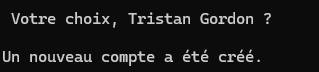 Votre choix, Tristan Gordon ?
Un nouveau compte a été créé.